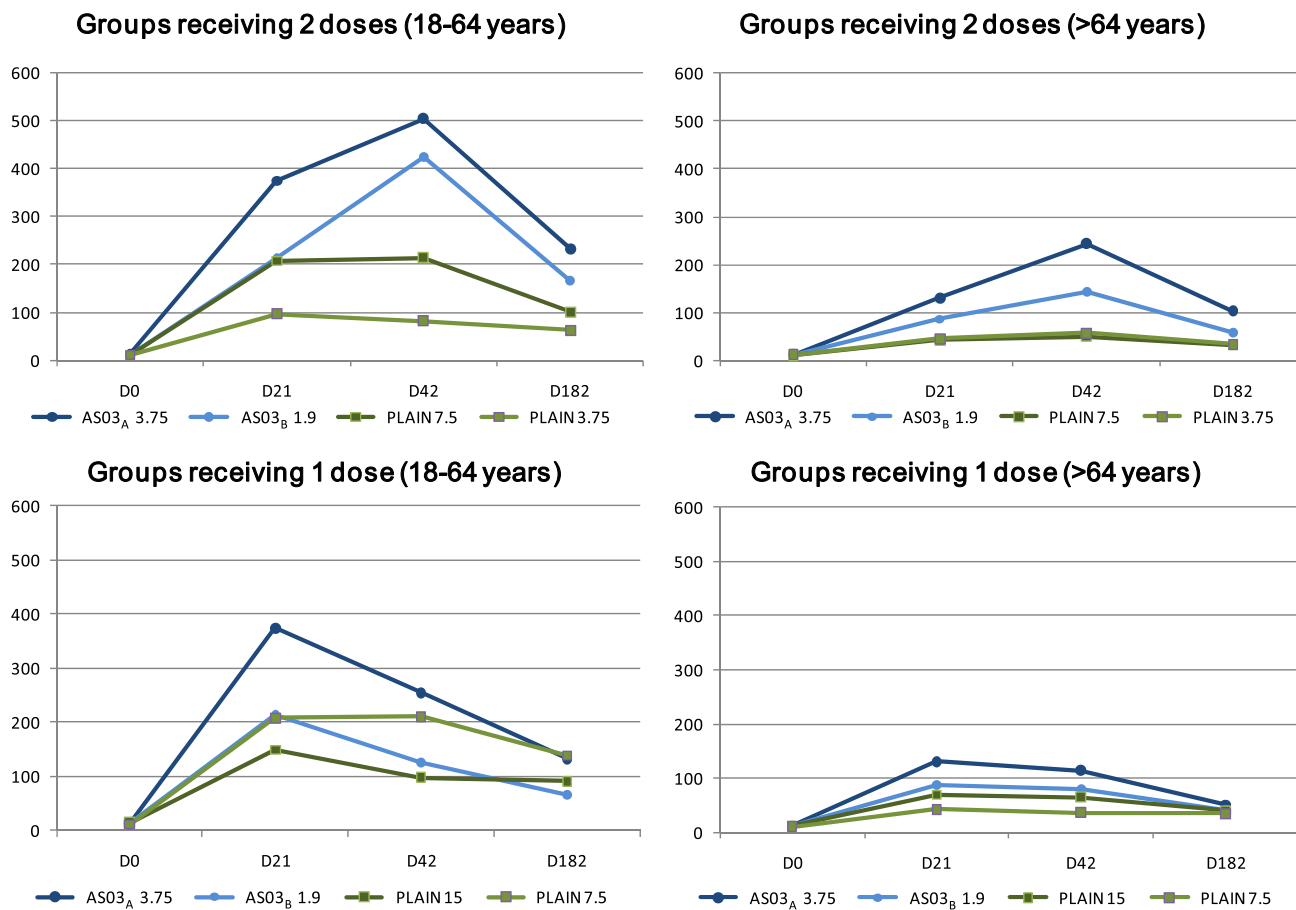 Groups receiving 2 doses (18-64 years)
600
500
400
300
200
100
0
D0 D21 D42 D182
AS03A 3.75 AS03B 1.9 PLAIN 7.5 PLAIN 3.75
Groups receiving 2 doses (>64 years)
600
500
400
300
200
100
0
D0 D21 D42 D182
AS03A 3.75 AS03B 1.9 PLAIN 7.5 PLAIN 3.75
Groups receiving 1 dose (18-64 years)
600
500
400
300
200
100
0
D0 D21 D42 D182
AS03A 3.75 AS03B 1.9 PLAIN 15 PLAIN 7.5
Groups receiving 1 dose (>64 years)
600
500
400
300
200
100
0
D0 D21 D42 D182
AS03A 3.75 AS03B 1.9 PLAIN 15 PLAIN 7.5